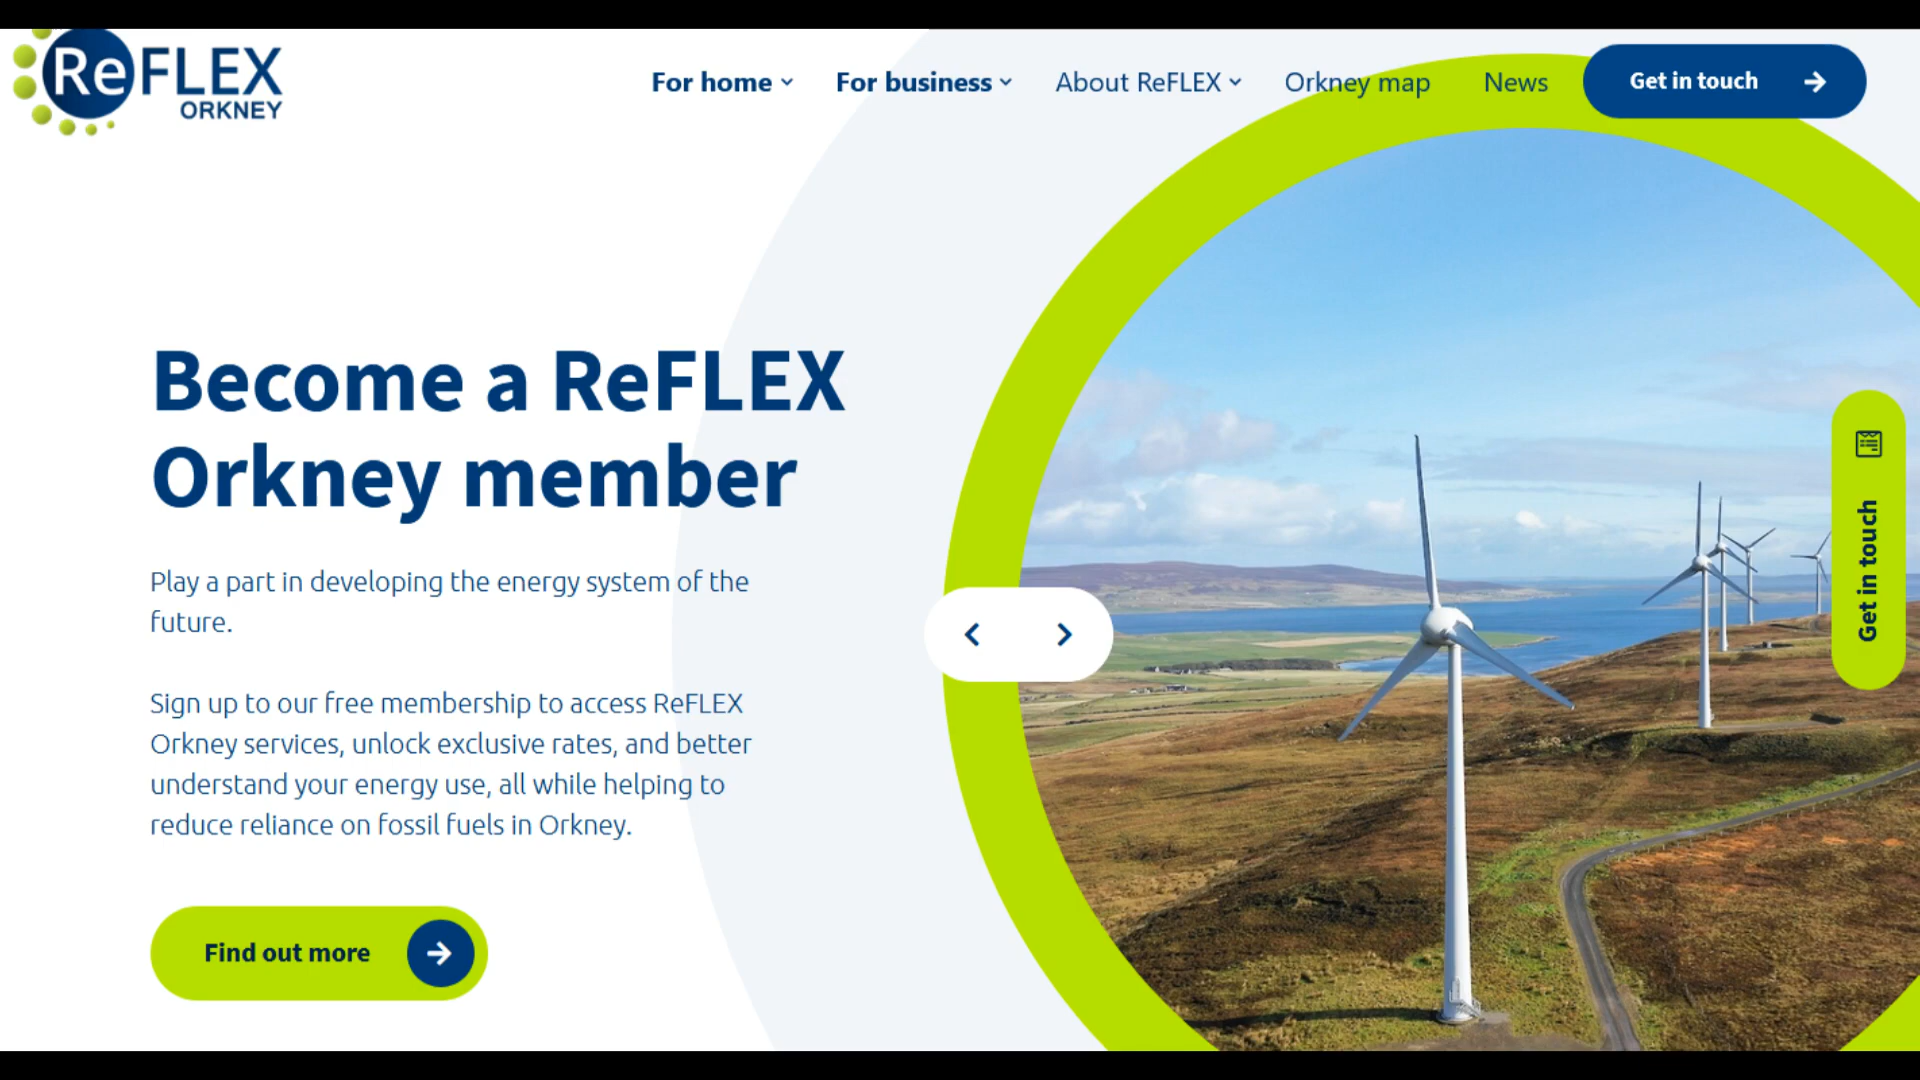 ReFLEX
ORKNEY
For home
For business
About ReFLEX
Orkney map
News
Get in touch
Become a ReFLEX
Orkney member
Play a part in developing the energy system of the
future.
Sign up to our free membership to access ReFLEX
Orkney services, unlock exclusive rates, and better
understand your energy use, all while helping to
reduce reliance on fossil fuels in Orkney.
Find out more
Get in touch